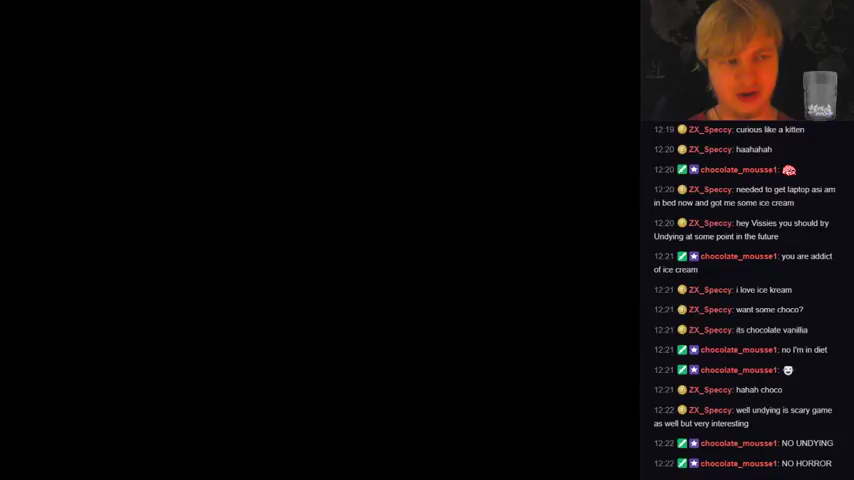 12:19 ZX_Speccy: curious like a kitten
12:20 ZX_Speccy: haahahah
12:20 chocolate_mousse1:
12:20 ZX_Speccy: needed to get laptop asi am
in bed now and got me some ice cream
12:20 ZX_Speccy: hey Vissies you should try
Undying at some point in the future
12:21 chocolate_mousse1: you are addict
of ice cream
12:21 ZX_Speccy: i love ice kream
12:21 ZX_Speccy: want some choco?
12:21 ZX_Speccy: its chocolate vanillia
12:21 chocolate_mousse1: no I'm in diet
12:21 chocolate_mousse1:
12:21 ZX_Speccy: hahah choco
12:22 ZX_Speccy: well undying is scary game
as well but very interesting
12:22 chocolate_mousse1: NO UNDYING
12:22 chocolate_mousse1: NO HORROR